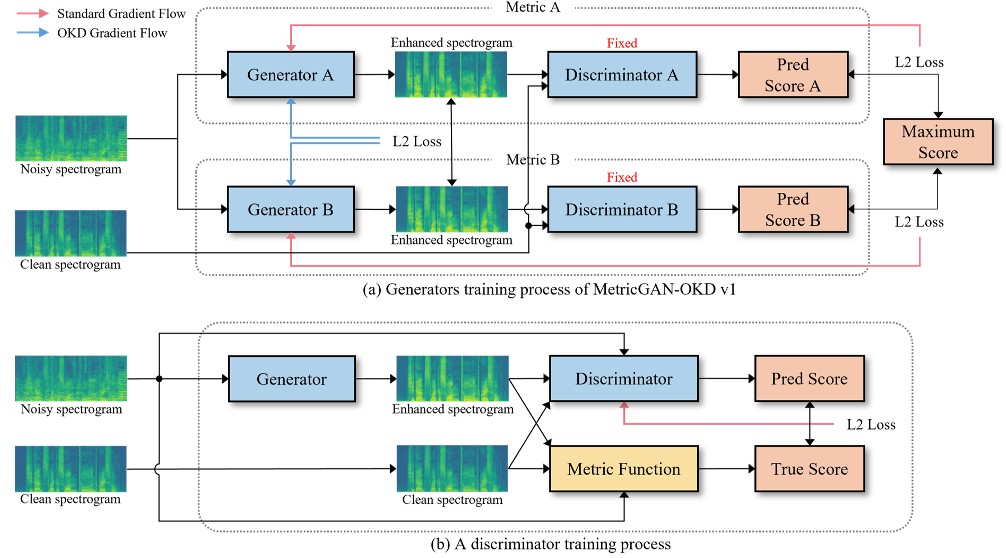 Standard Gradient Flow
OKD Gradient Flow
Metric A
Generator A
Enhanced spectrogram
Fixed
Discriminator A
Pred
Score A
L2 Loss
Noisy spectrogram
L2 Loss
Maximum
Score
Metric B
Generator B
Enhanced spectrogram
Fixed
Discriminator B
Pred
Score B
L2 Loss
Clean spectrogram
(a) Generators training process of MetricGAN-OKD v1
Noisy spectrogram
Generator
Enhanced spectrogram
Discriminator
Pred Score
L2 Loss
Clean spectrogram
Clean spectrogram
Metric Function
True Score
(b) A discriminator training process